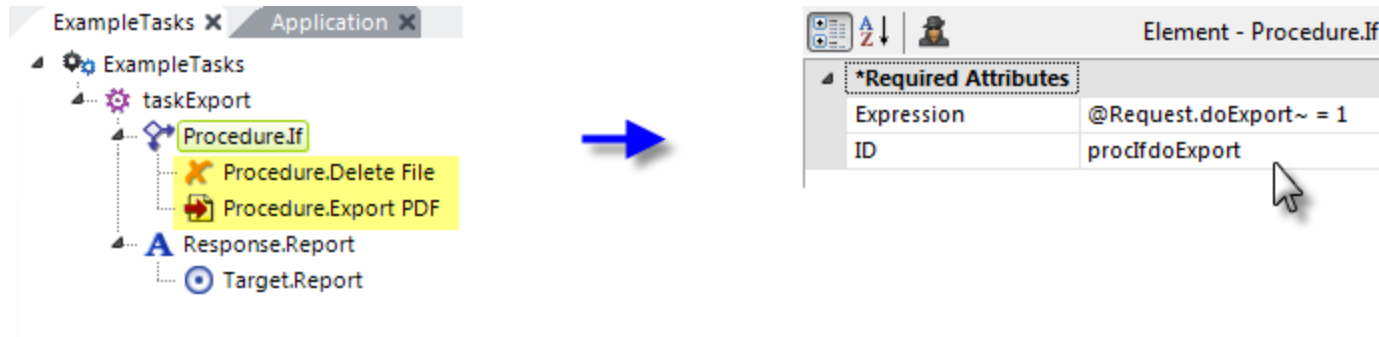 ExampleTasks
Application
ExampleTasks
taskExport
Procedure.If
Procedure.Delete File
Procedure.Export PDF
Response.Report
Target.Report
A Z
Element - Procedure.If
*Required Attributes
Expression @Request.doExport~ = 1
ID procIfdoExport